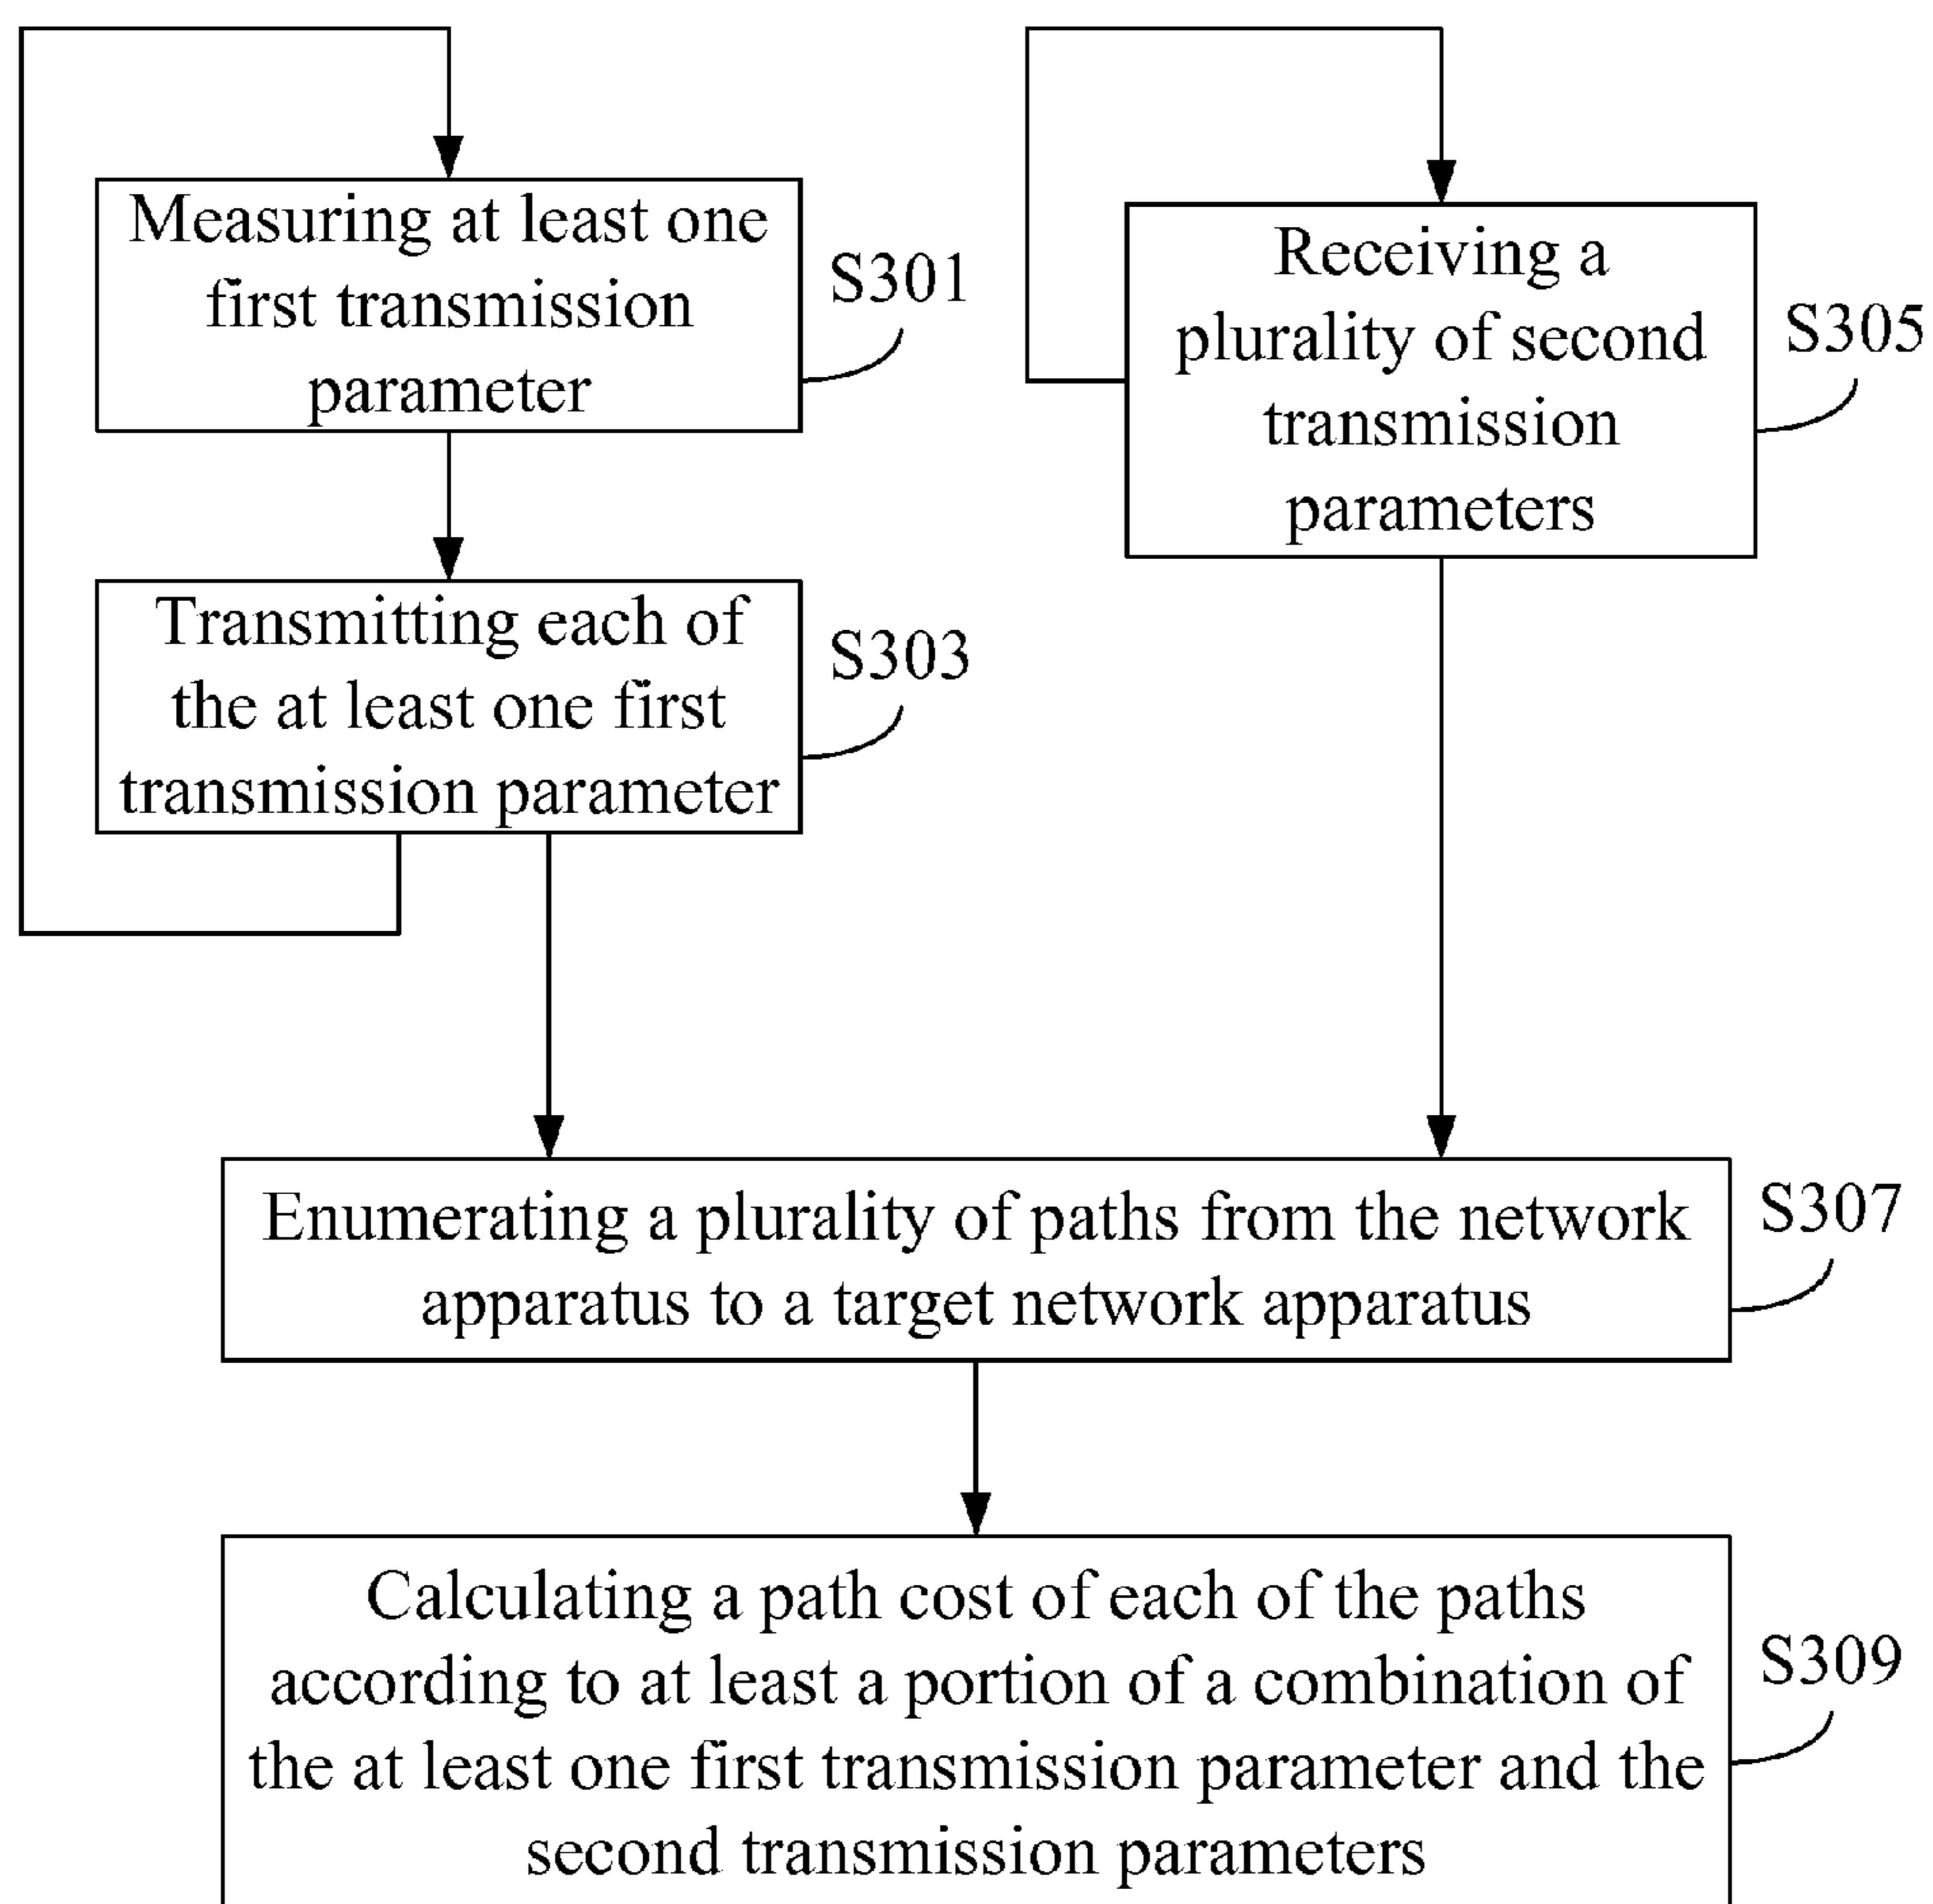 Measuring at least one
first transmission
parameter
S301
Transmitting each of
the at least one first
transmission parameter
S303
Receiving a
plurality of second
transmission
parameters
S305
Enumerating a plurality of paths from the network
apparatus to a target network apparatus
S307
Calculating a path cost of each of the paths
according to at least a portion of a combination of
the at least one first transmission parameter and the
second transmission parameters
S309